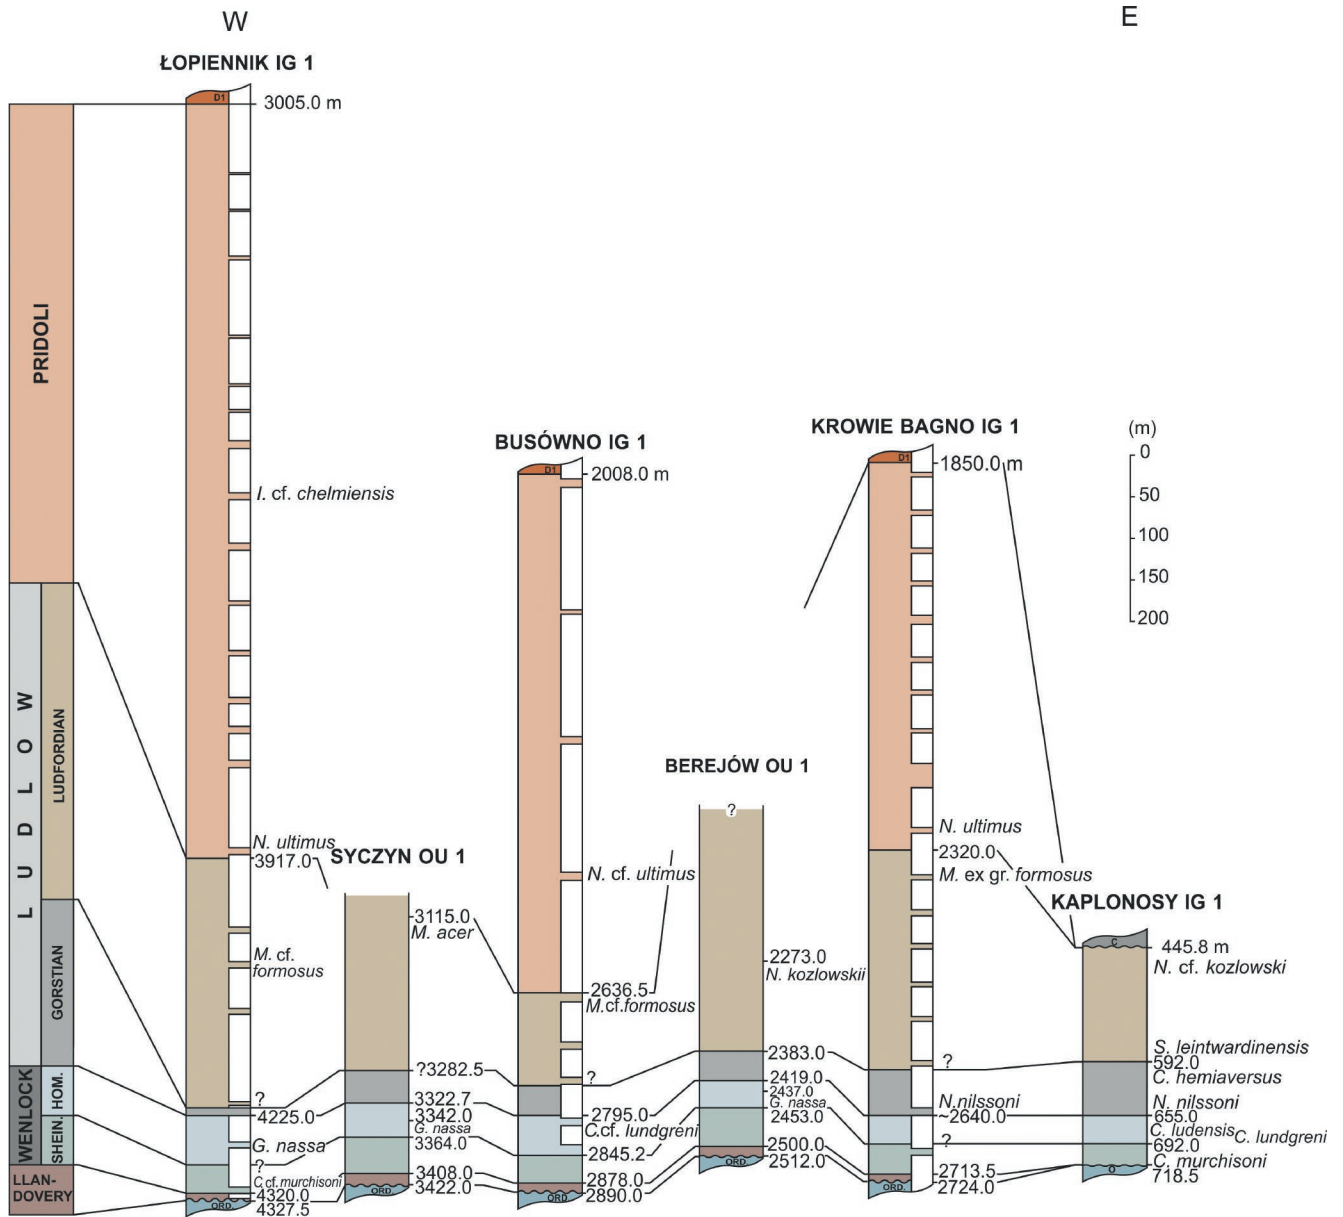 W
E
ŁOPIENNIK IG 1
D1
3005.0 m
I. cf. chelmiensis
N. ultimus
3917.0
M. cf.
formosus
?
4225.0
G. nassa
?
C. cf. murchisoni
4320.0
4327.5
ORD.
PRIDOLI
LUDLOW
LUDFORDIAN
GORSTIAN
WENLOCK
HOM.
SHEIN.
LLAN-
DOVERY
SYCZYN OU 1
3115.0
M. acer
?3282.5
3322.7
3342.0
G. nassa
3364.0
3408.0
3422.0
ORD
BUSÓWNO IG 1
D1
2008.0 m
N. cf. ultimus
2636.5
M.cf.formosus
?
2795.0
C.cf. lundgreni
2845.2
2878.0
2890.0
ORD
BEREJÓW OU 1
?
2273.0
N. kozlowskii
2383.0
2419.0
2437.0
G. nassa
2453.0
2500.0
2512.0
ORD.
KROWIE BAGNO IG 1
D1
1850.0 m
N. ultimus
2320.0
M. ex gr. formosus
?
N.nilssoni
~2640.0
?
2713.5
2724.0
ORD.
(m)
0
50
100
150
200
KAPLONOSY IG 1
C
445.8 m
N. cf. kozlowski
S. leintwardinensis
592.0
C. hemiaversus
N. nilssoni
655.0
C. ludensis
C. lundgreni
692.0
C. murchisoni
718.5
O